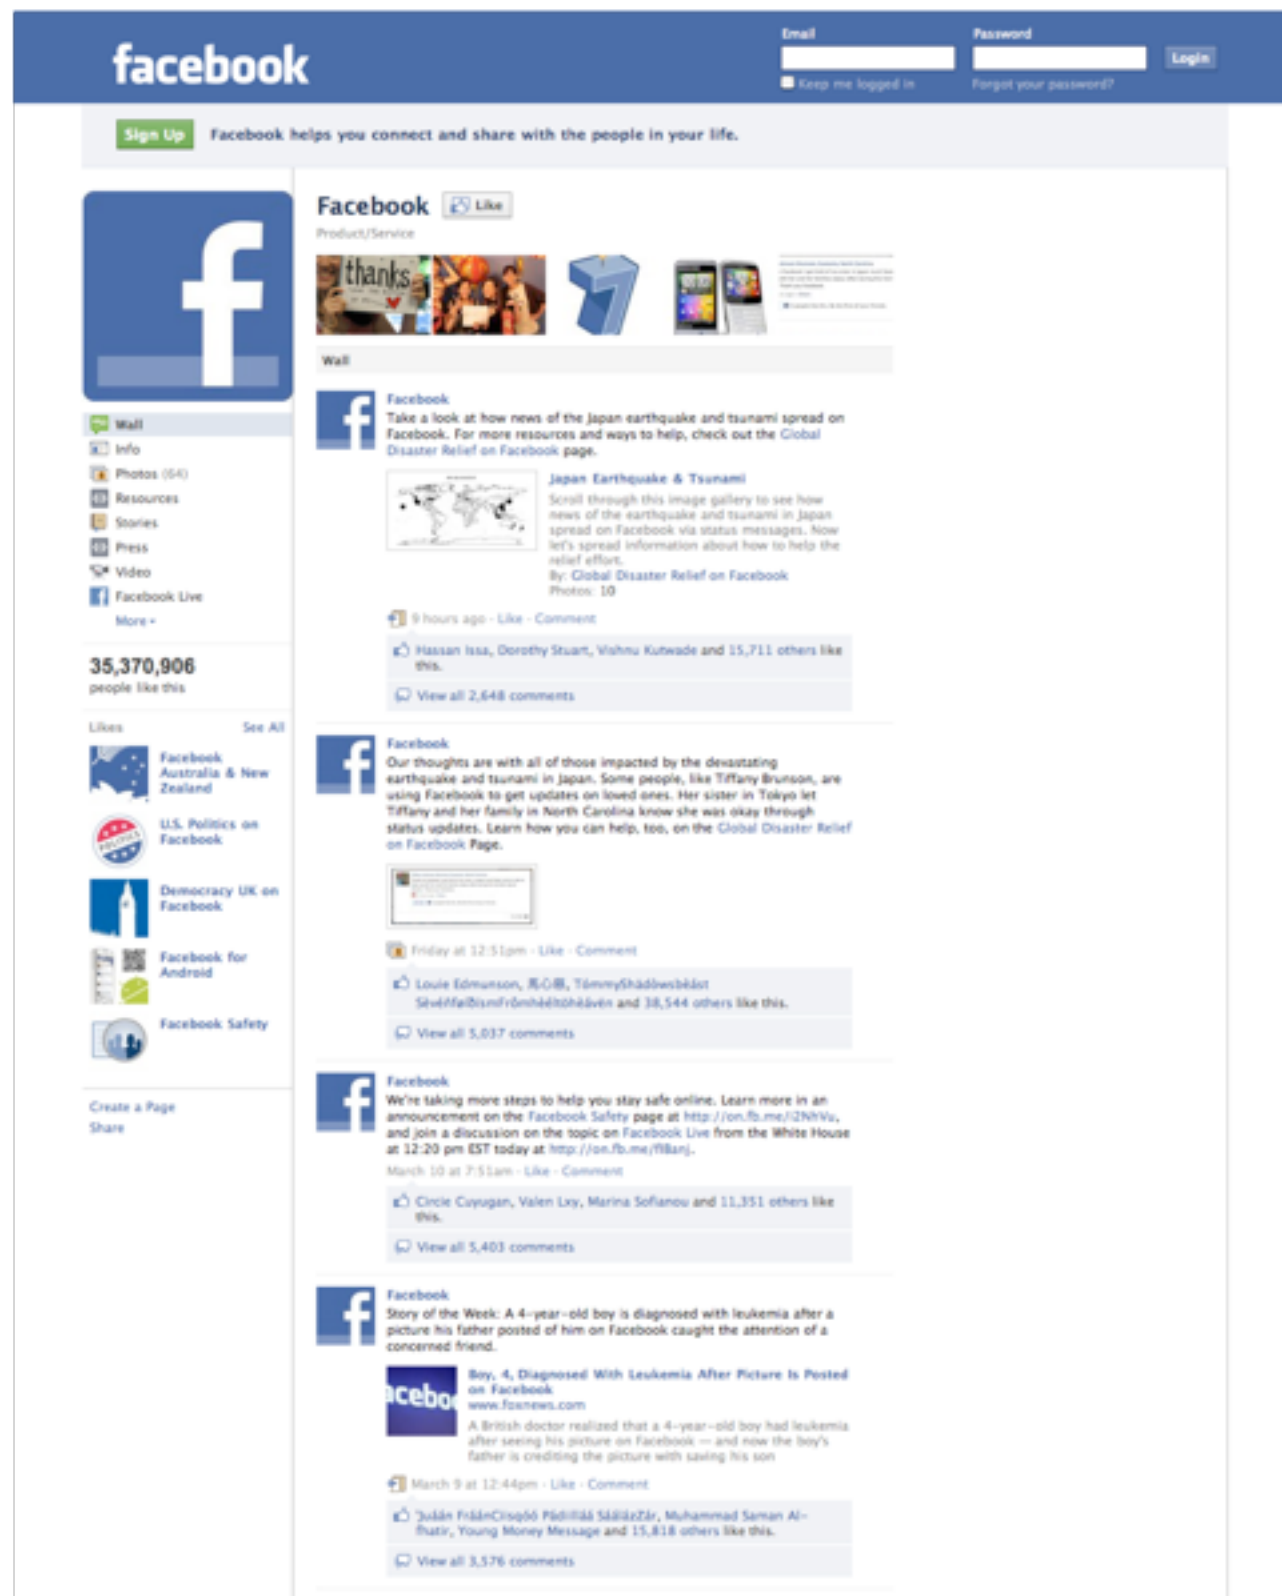 facebook
Email
Password
Login
Keep me logged in
Forgot your password?
Sign Up
Facebook helps you connect and share with the people in your life.
Facebook
Like
Product/Service
thanks
Wall
Wall
Info
Photos (64)
Resources
Stories
Press
Video
Facebook Live
More
35,370,906
people like this
Likes
See All
Facebook
Australia & New
Zealand
U.S. Politics on
Facebook
POLITICS
Democracy UK on
Facebook
Facebook for
Android
Facebook Safety
Create a Page
Share
Facebook
Take a look at how news of the Japan earthquake and tsunami spread on
Facebook. For more resources and ways to help, check out the Global
Disaster Relief on Facebook page.
Japan Earthquake & Tsunami
Scroll through this image gallery to see how
news of the earthquake and tsunami in Japan
spread on Facebook via status messages. Now
let's spread information about how to help the
relief effort.
By: Global Disaster Relief on Facebook
Photos: 10
9 hours ago · Like · Comment
Hassan Issa, Dorothy Stuart, Vishnu Kutwade and 15,711 others like
this.
View all 2,648 comments
Facebook
Our thoughts are with all of those impacted by the devastating
earthquake and tsunami in Japan. Some people, like Tiffany Brunson, are
using Facebook to get updates on loved ones. Her sister in Tokyo let
Tiffany and her family in North Carolina know she was okay through
status updates. Learn how you can help, too, on the Global Disaster Relief
on Facebook Page.
Friday at 12:51pm · Like · Comment
Louie Edmunson,
and 38,544 others like this.
View all 5,037 comments
Facebook
We're taking more steps to help you stay safe online. Learn more in an
announcement on the Facebook Safety page at http://on.fb.me/i2NhVu,
and join a discussion on the topic on Facebook Live from the White House
at 12:20 pm EST today at
March 10 at 7:51am · Like · Comment
Circie Cuyugan, Valen Lxy, Marina Sofianou and 11,351 others like
this.
View all 5,403 comments
Facebook
Story of the Week: A 4-year-old boy is diagnosed with leukemia after a
picture his father posted of him on Facebook caught the attention of a
concerned friend.
acebo
Boy, 4, Diagnosed With Leukemia After Picture Is Posted
on Facebook
www.foxnews.com
A British doctor realized that a 4-year-old boy had leukemia
after seeing his picture on Facebook — and now the boy's
father is crediting the picture with saving his son
March 9 at 12:44pm · Like · Comment
Muhammad Saman Al-
fhatir, Young Money Message and 15,818 others like this.
View all 3,576 comments